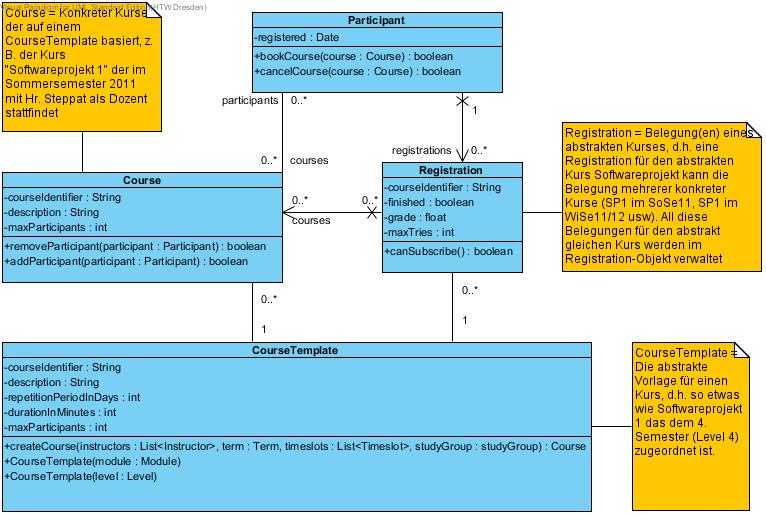 Visual Paradigm for UML Standard Edition(HTW Dresden)
Course = Konkreter Kurse
der auf einem
CourseTemplate basiert, z.
B. der Kurs
"Softwareprojekt 1" der im
Sommersemester 2011
mit Hr. Steppat als Dozent
stattfindet
Participant
-registered : Date
+bookCourse(course : Course) : boolean
+cancelCourse(course : Course) : boolean
participants
0..*
1
0..*
courses
registrations
0..*
Registration = Belegung(en) eines
abstrakten Kurses, d.h. eine
Registration für den abstrakten
Kurs Softwareprojekt kann die
Belegung mehrerer konkreter
Kurse (SP1 im SoSe11, SP1 im
WiSe11/12 usw). All diese
Belegungen für den abstrakt
gleichen Kurs werden im
Registration-Objekt verwaltet
Course
-courseIdentifier : String
-description : String
-maxParticipants : int
+removeParticipant(participant : Participant) : boolean
+addParticipant(participant : Participant) : boolean
0..*
courses
0..*
Registration
-courseIdentifier : String
-finished : boolean
-grade : float
-maxTries : int
+canSubscribe() : boolean
0..*
1
0..*
1
CourseTemplate
-courseIdentifier : String
-description : String
-repetitionPeriodInDays : int
-durationInMinutes : int
-maxParticipants : int
+createCourse(instructors : List<Instructor>, term : Term, timeslots : List<Timeslot>, studyGroup : studyGroup) : Course
+CourseTemplate(module : Module)
+CourseTemplate(level : Level)
CourseTemplate =
Die abstrakte
Vorlage für einen
Kurs, d.h. so etwas
wie Softwareprojekt
1 das dem 4.
Semester (Level 4)
zugeordnet ist.